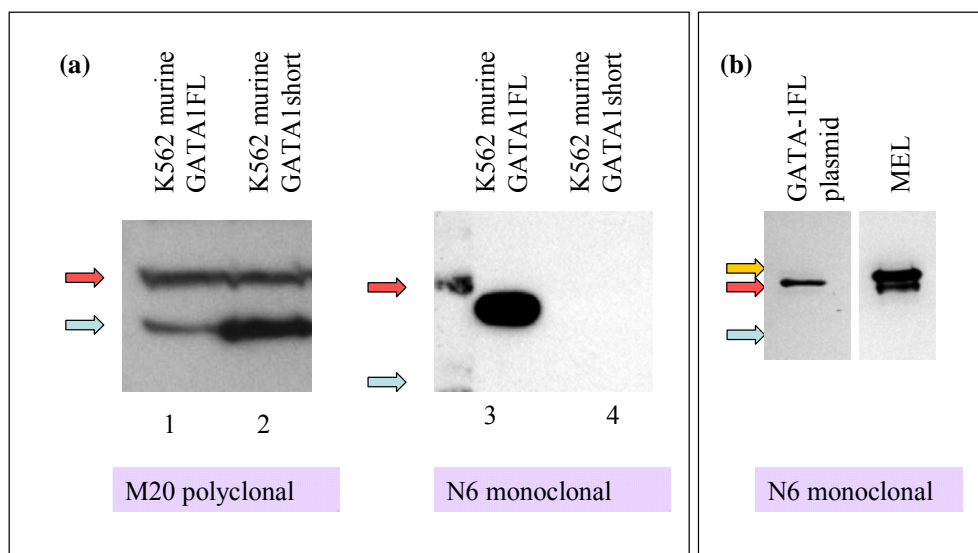 (a)
K562 murine
GATA1FL
K562 murine
GATA1short
1
2
M20 polyclonal
K562 murine
GATA1FL
K562 murine
GATA1short
3
4
N6 monoclonal
(b)
GATA-1FL
plasmid
MEL
N6 monoclonal